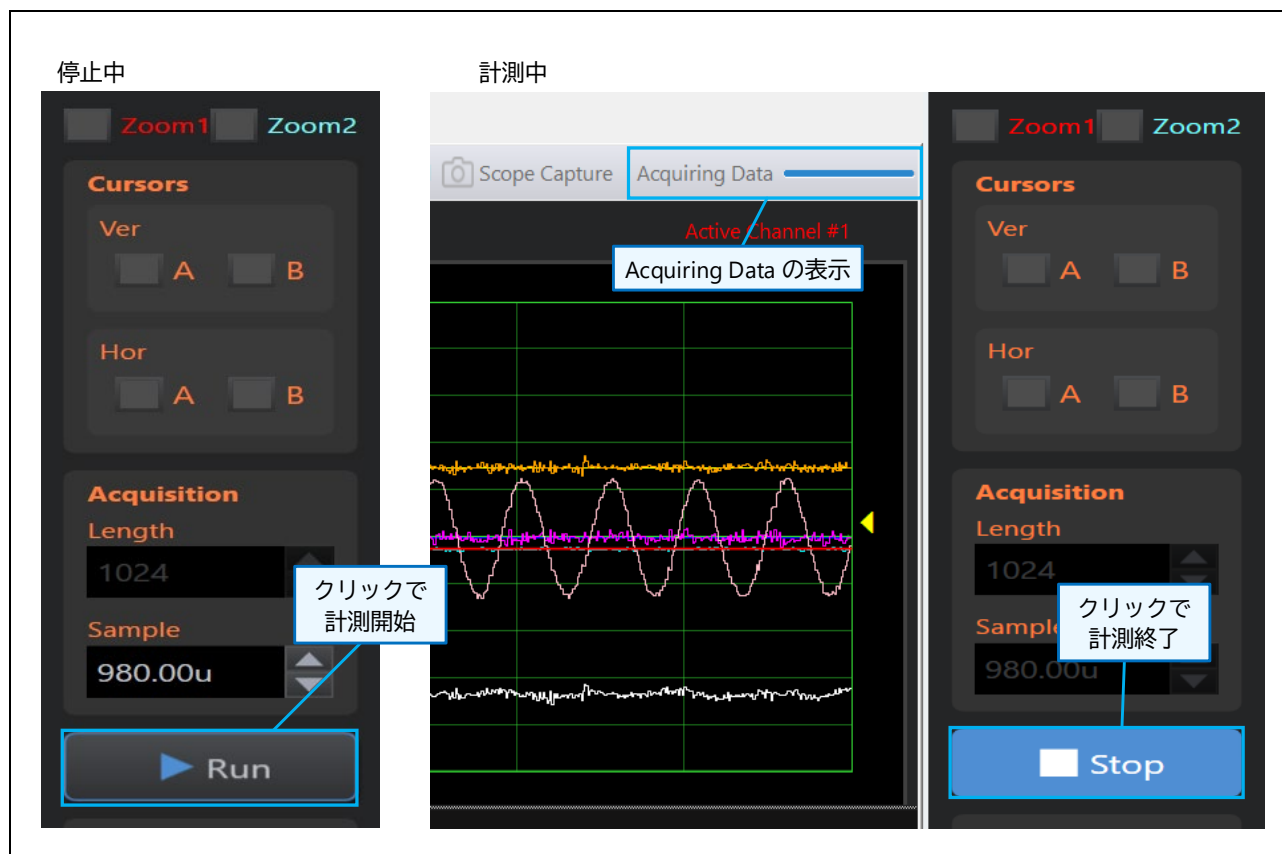 停止中
Zoom1 Zoom2
Cursors
Ver
A B
Hor
A B
Acquisition
Length
1024
Sample
980.00u
クリックで
計測開始
Run
計測中
Scope Capture Acquiring Data
Active Channel #1
Acquiring Data の表示
Zoom1 Zoom2
Cursors
Ver
A B
Hor
A B
Acquisition
Length
1024
Sample
980.00u
クリックで
計測終了
Stop